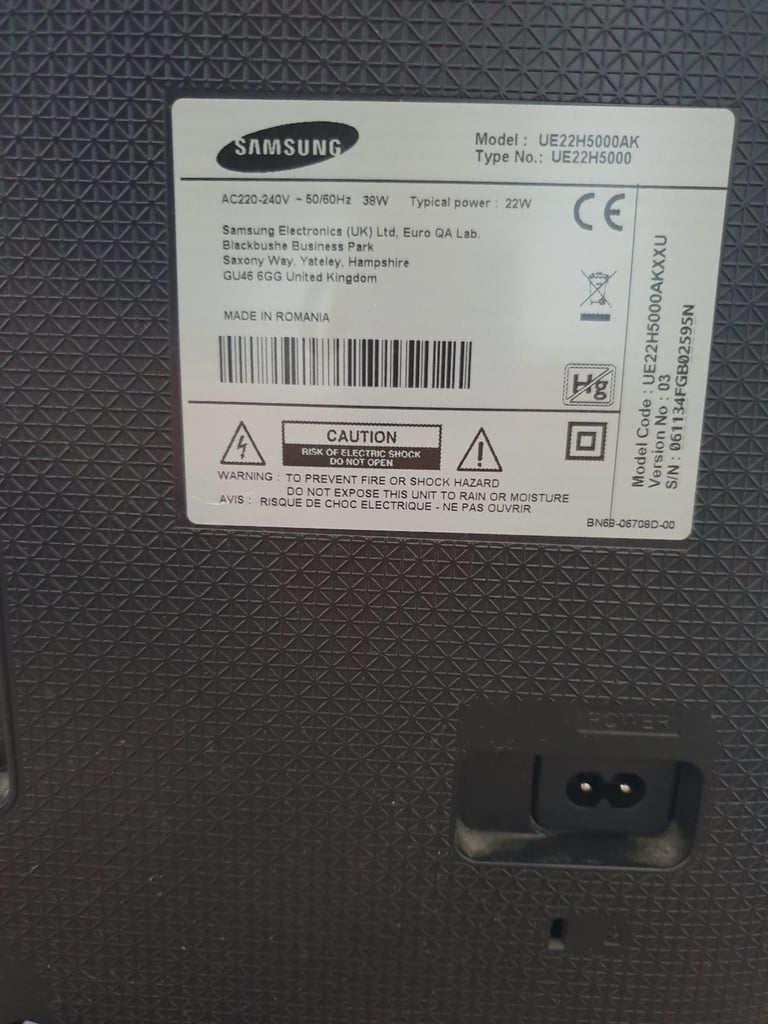 SAMSUNG
Model : UE22H5000AK
Type No.: UE22H5000
AC220-240V ~ 50/60Hz 38W Typical power : 22W
CE
Samsung Electronics (UK) Ltd, Euro QA Lab.
Blackbushe Business Park
Saxony Way, Yateley, Hampshire
GU46 6GG United Kingdom
MADE IN ROMANIA
Hg
CAUTION
RISK OF ELECTRIC SHOCK
DO NOT OPEN
WARNING : TO PREVENT FIRE OR SHOCK HAZARD
DO NOT EXPOSE THIS UNIT TO RAIN OR MOISTURE
AVIS : RISQUE DE CHOC ELECTRIQUE - NE PAS OUVRIR
BN68-06708D-00
Model Code : UE22H5000AKXXU
Version No : 03
S/N : 061134FGB02595N
POWER